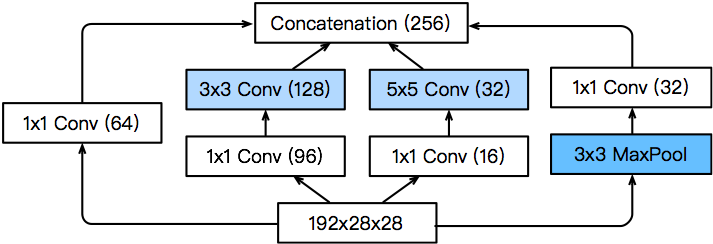 Concatenation (256)
3x3 Conv (128)
5x5 Conv (32)
1x1 Conv (32)
1x1 Conv (64)
1x1 Conv (96)
1x1 Conv (16)
3x3 MaxPool
192x28x28